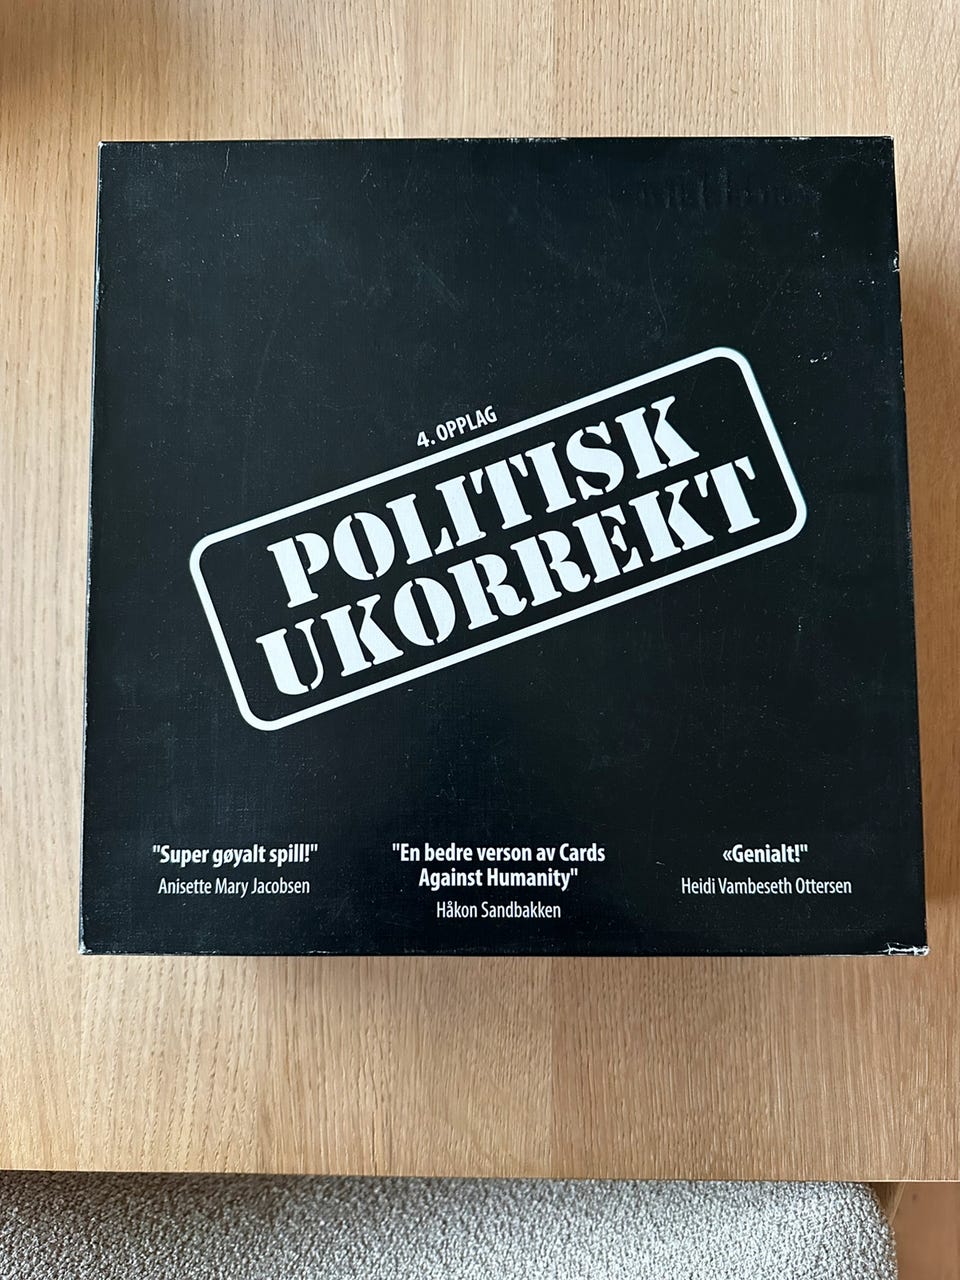 4. OPPLAG
POLITISK
UKORREKT
"Super gøyalt spill!"
Anisette Mary Jacobsen
"En bedre verson av Cards
Against Humanity"
Håkon Sandbakken
«Genialt!"
Heidi Vambeseth Ottersen